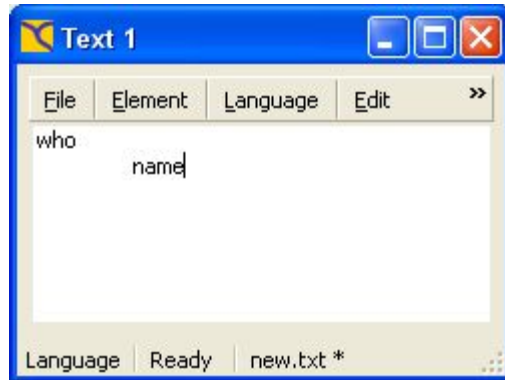 Text 1
File Element Language Edit »
who
name
Language Ready new.txt *